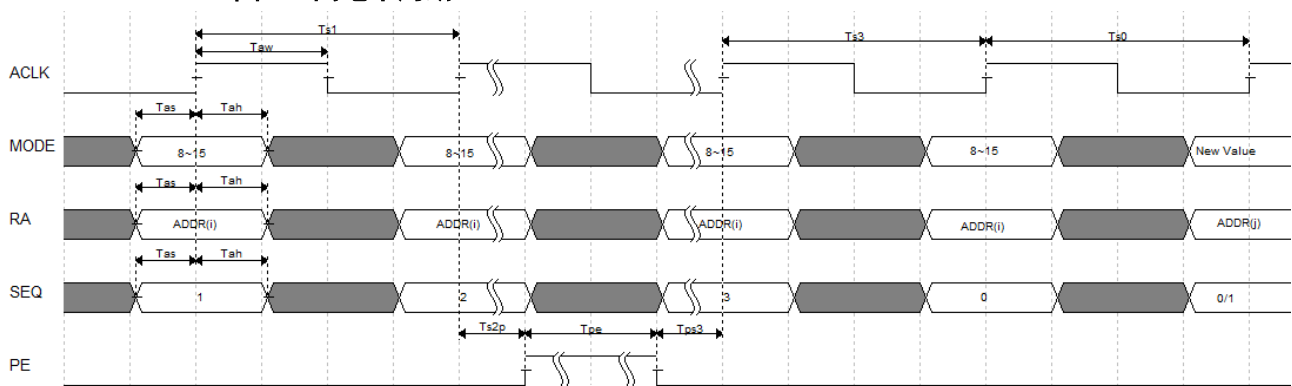 Ts1 Ts3 Ts0
Taw
ACLK
Tas Tah
MODE 8~15 8~15 8~15 8~15 New Value
Tas Tah
RA ADDR(i) ADDR(i) ADDR(i) ADDR(i) ADDR(j)
Tas Tah
SEQ 1 2 3 0 0/1
Ts2p Tpe Tps3
PE